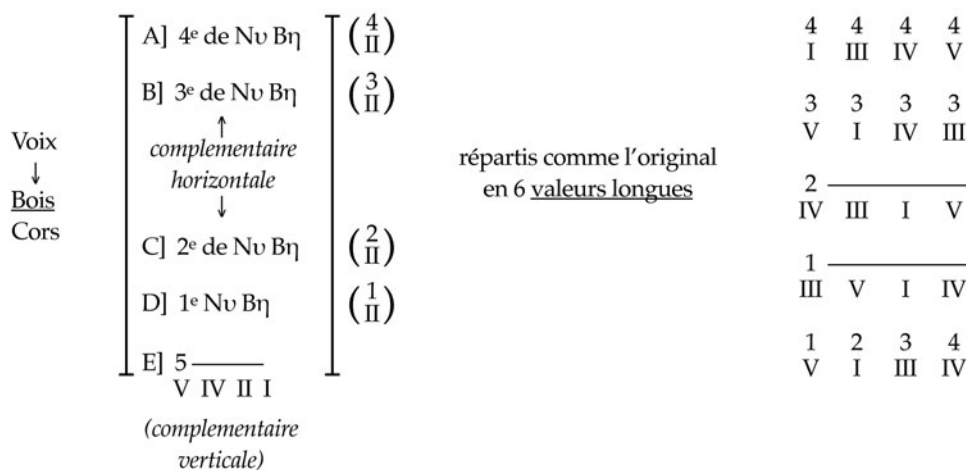 Voix
↓
Bois
Cors
A] 4e de Nυ Bη (4 II)
B] 3e de Nυ Bη (3 II)
↑
complementaire
horizontale
↓
C] 2e de Nυ Bη (2 II)
D] 1e Nυ Bη (1 II)
E] 5
V IV II I
(complementaire
verticale)
répartis comme l'original
en 6 valeurs longues
4 4 4 4
I III IV V
3 3 3 3
V I IV III
2
IV III I V
1
III V I IV
1 2 3 4
V I III IV